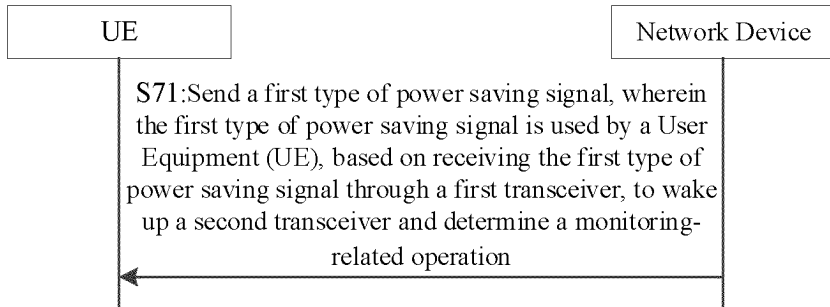 UE
Network Device
S71:Send a first type of power saving signal, wherein
the first type of power saving signal is used by a User
Equipment (UE), based on receiving the first type of
power saving signal through a first transceiver, to wake
up a second transceiver and determine a monitoring-
related operation